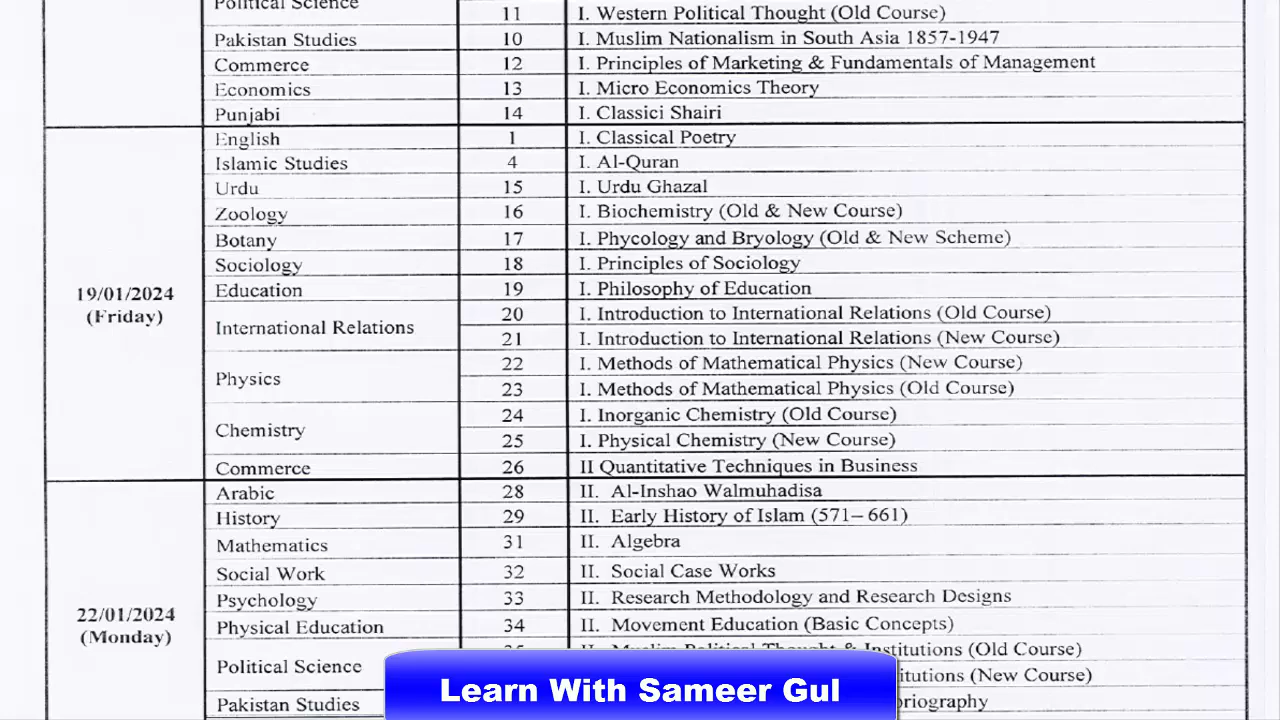 Political Science
11 I. Western Political Thought (Old Course)
Pakistan Studies 10 I. Muslim Nationalism in South Asia 1857-1947
Commerce 12 I. Principles of Marketing & Fundamentals of Management
Economics 13 I. Micro Economics Theory
Punjabi 14 I. Classici Shairi
19/01/2024
(Friday)
English 1 I. Classical Poetry
Islamic Studies 4 I. Al-Quran
Urdu 15 I. Urdu Ghazal
Zoology 16 I. Biochemistry (Old & New Course)
Botany 17 I. Phycology and Bryology (Old & New Scheme)
Sociology 18 I. Principles of Sociology
Education 19 I. Philosophy of Education
International Relations
20 I. Introduction to International Relations (Old Course)
21 I. Introduction to International Relations (New Course)
Physics
22 I. Methods of Mathematical Physics (New Course)
23 I. Methods of Mathematical Physics (Old Course)
Chemistry
24 I. Inorganic Chemistry (Old Course)
25 I. Physical Chemistry (New Course)
Commerce 26 II Quantitative Techniques in Business
22/01/2024
(Monday)
Arabic 28 II. Al-Inshao Walmuhadisa
History 29 II. Early History of Islam (571– 661)
Mathematics 31 II. Algebra
Social Work 32 II. Social Case Works
Psychology 33 II. Research Methodology and Research Designs
Physical Education 34 II. Movement Education (Basic Concepts)
Political Science
II. Muslim Political Thought & Institutions (Old Course)
(New Course)
Pakistan Studies
Learn With Sameer Gul